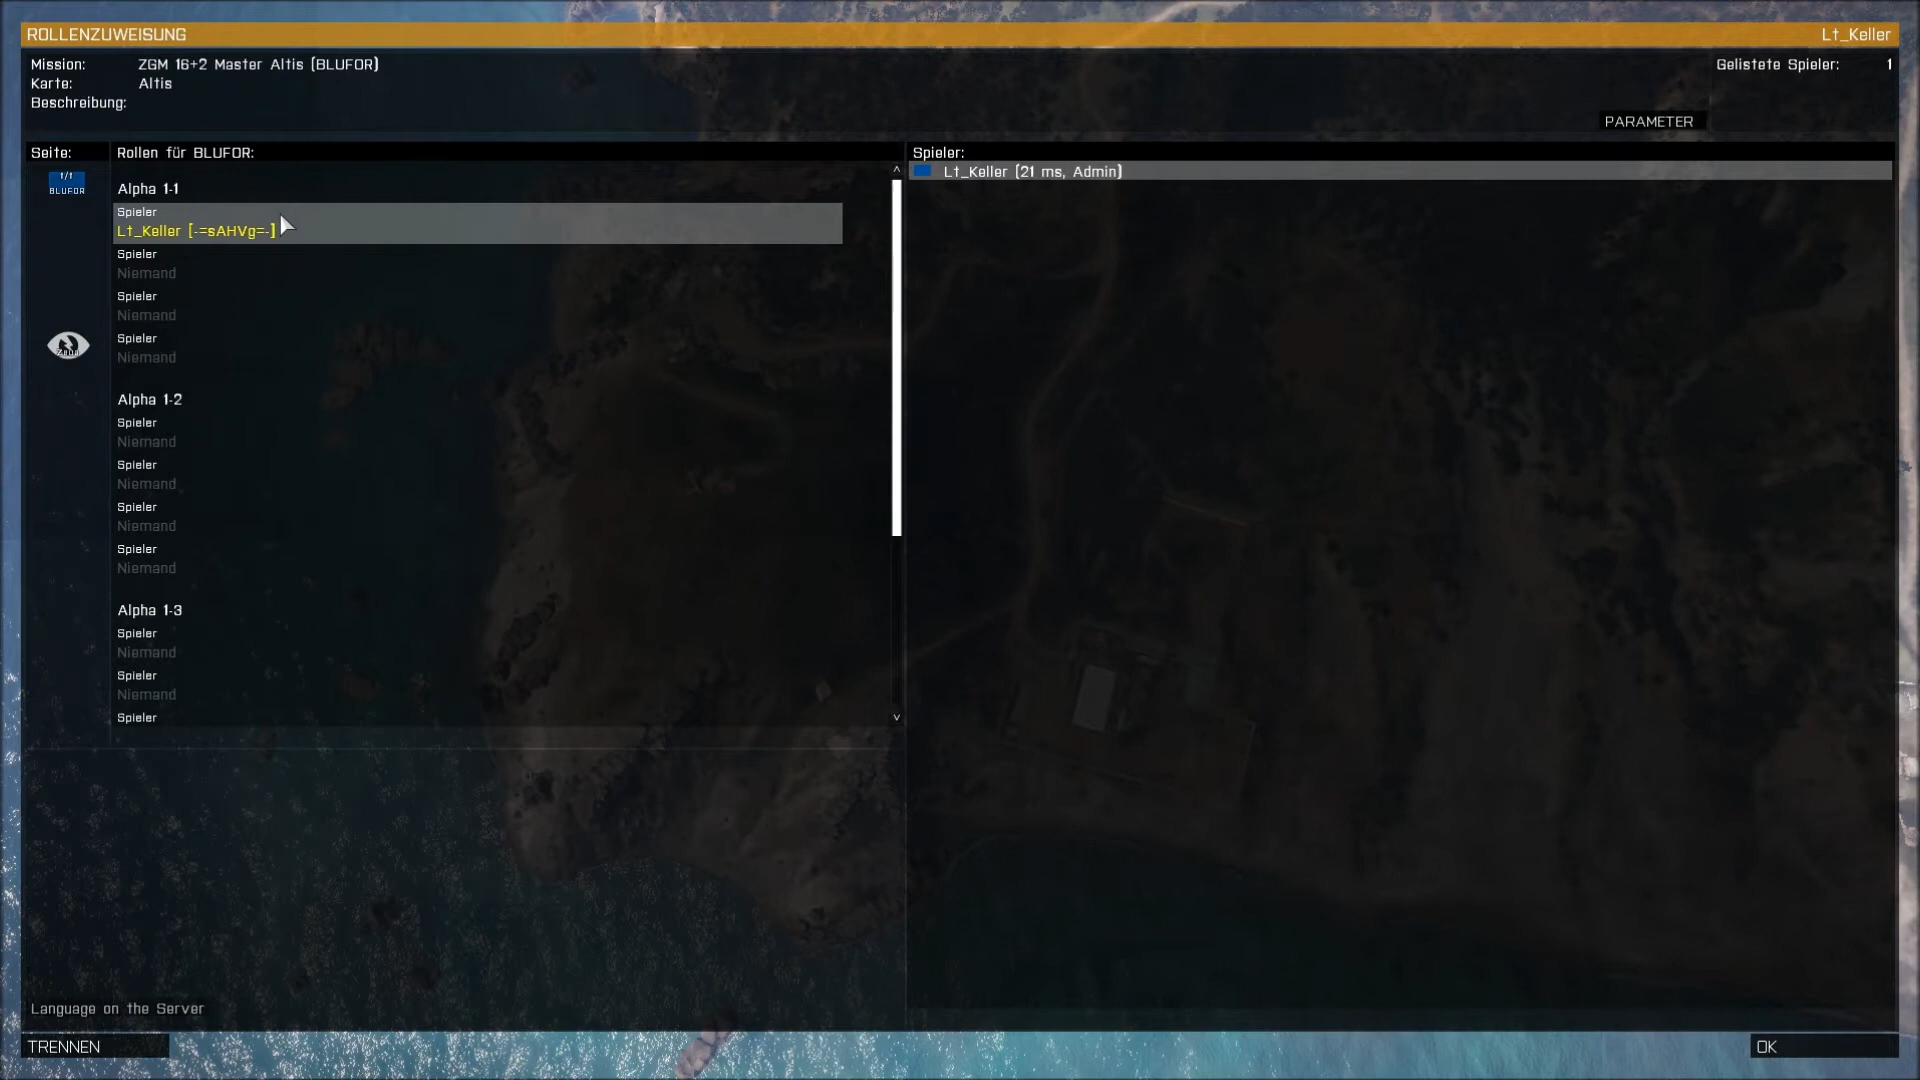 ROLLENZUWEISUNG
Lt_Keller
Mission: ZGM 16+2 Master Altis (BLUFOR)
Gelistete Spieler: 1
Karte: Altis
Beschreibung:
PARAMETER
Seite:
Rollen für BLUFOR:
Spieler:
1/1
BLUFOR
Lt_Keller (21 ms, Admin)
Alpha 1-1
Spieler
Lt_Keller [-=sAHVg=-]
Spieler
Niemand
Spieler
Niemand
Spieler
Niemand
Zeus
Alpha 1-2
Spieler
Niemand
Spieler
Niemand
Spieler
Niemand
Spieler
Niemand
Alpha 1-3
Spieler
Niemand
Spieler
Niemand
Spieler
Language on the Server
TRENNEN
OK